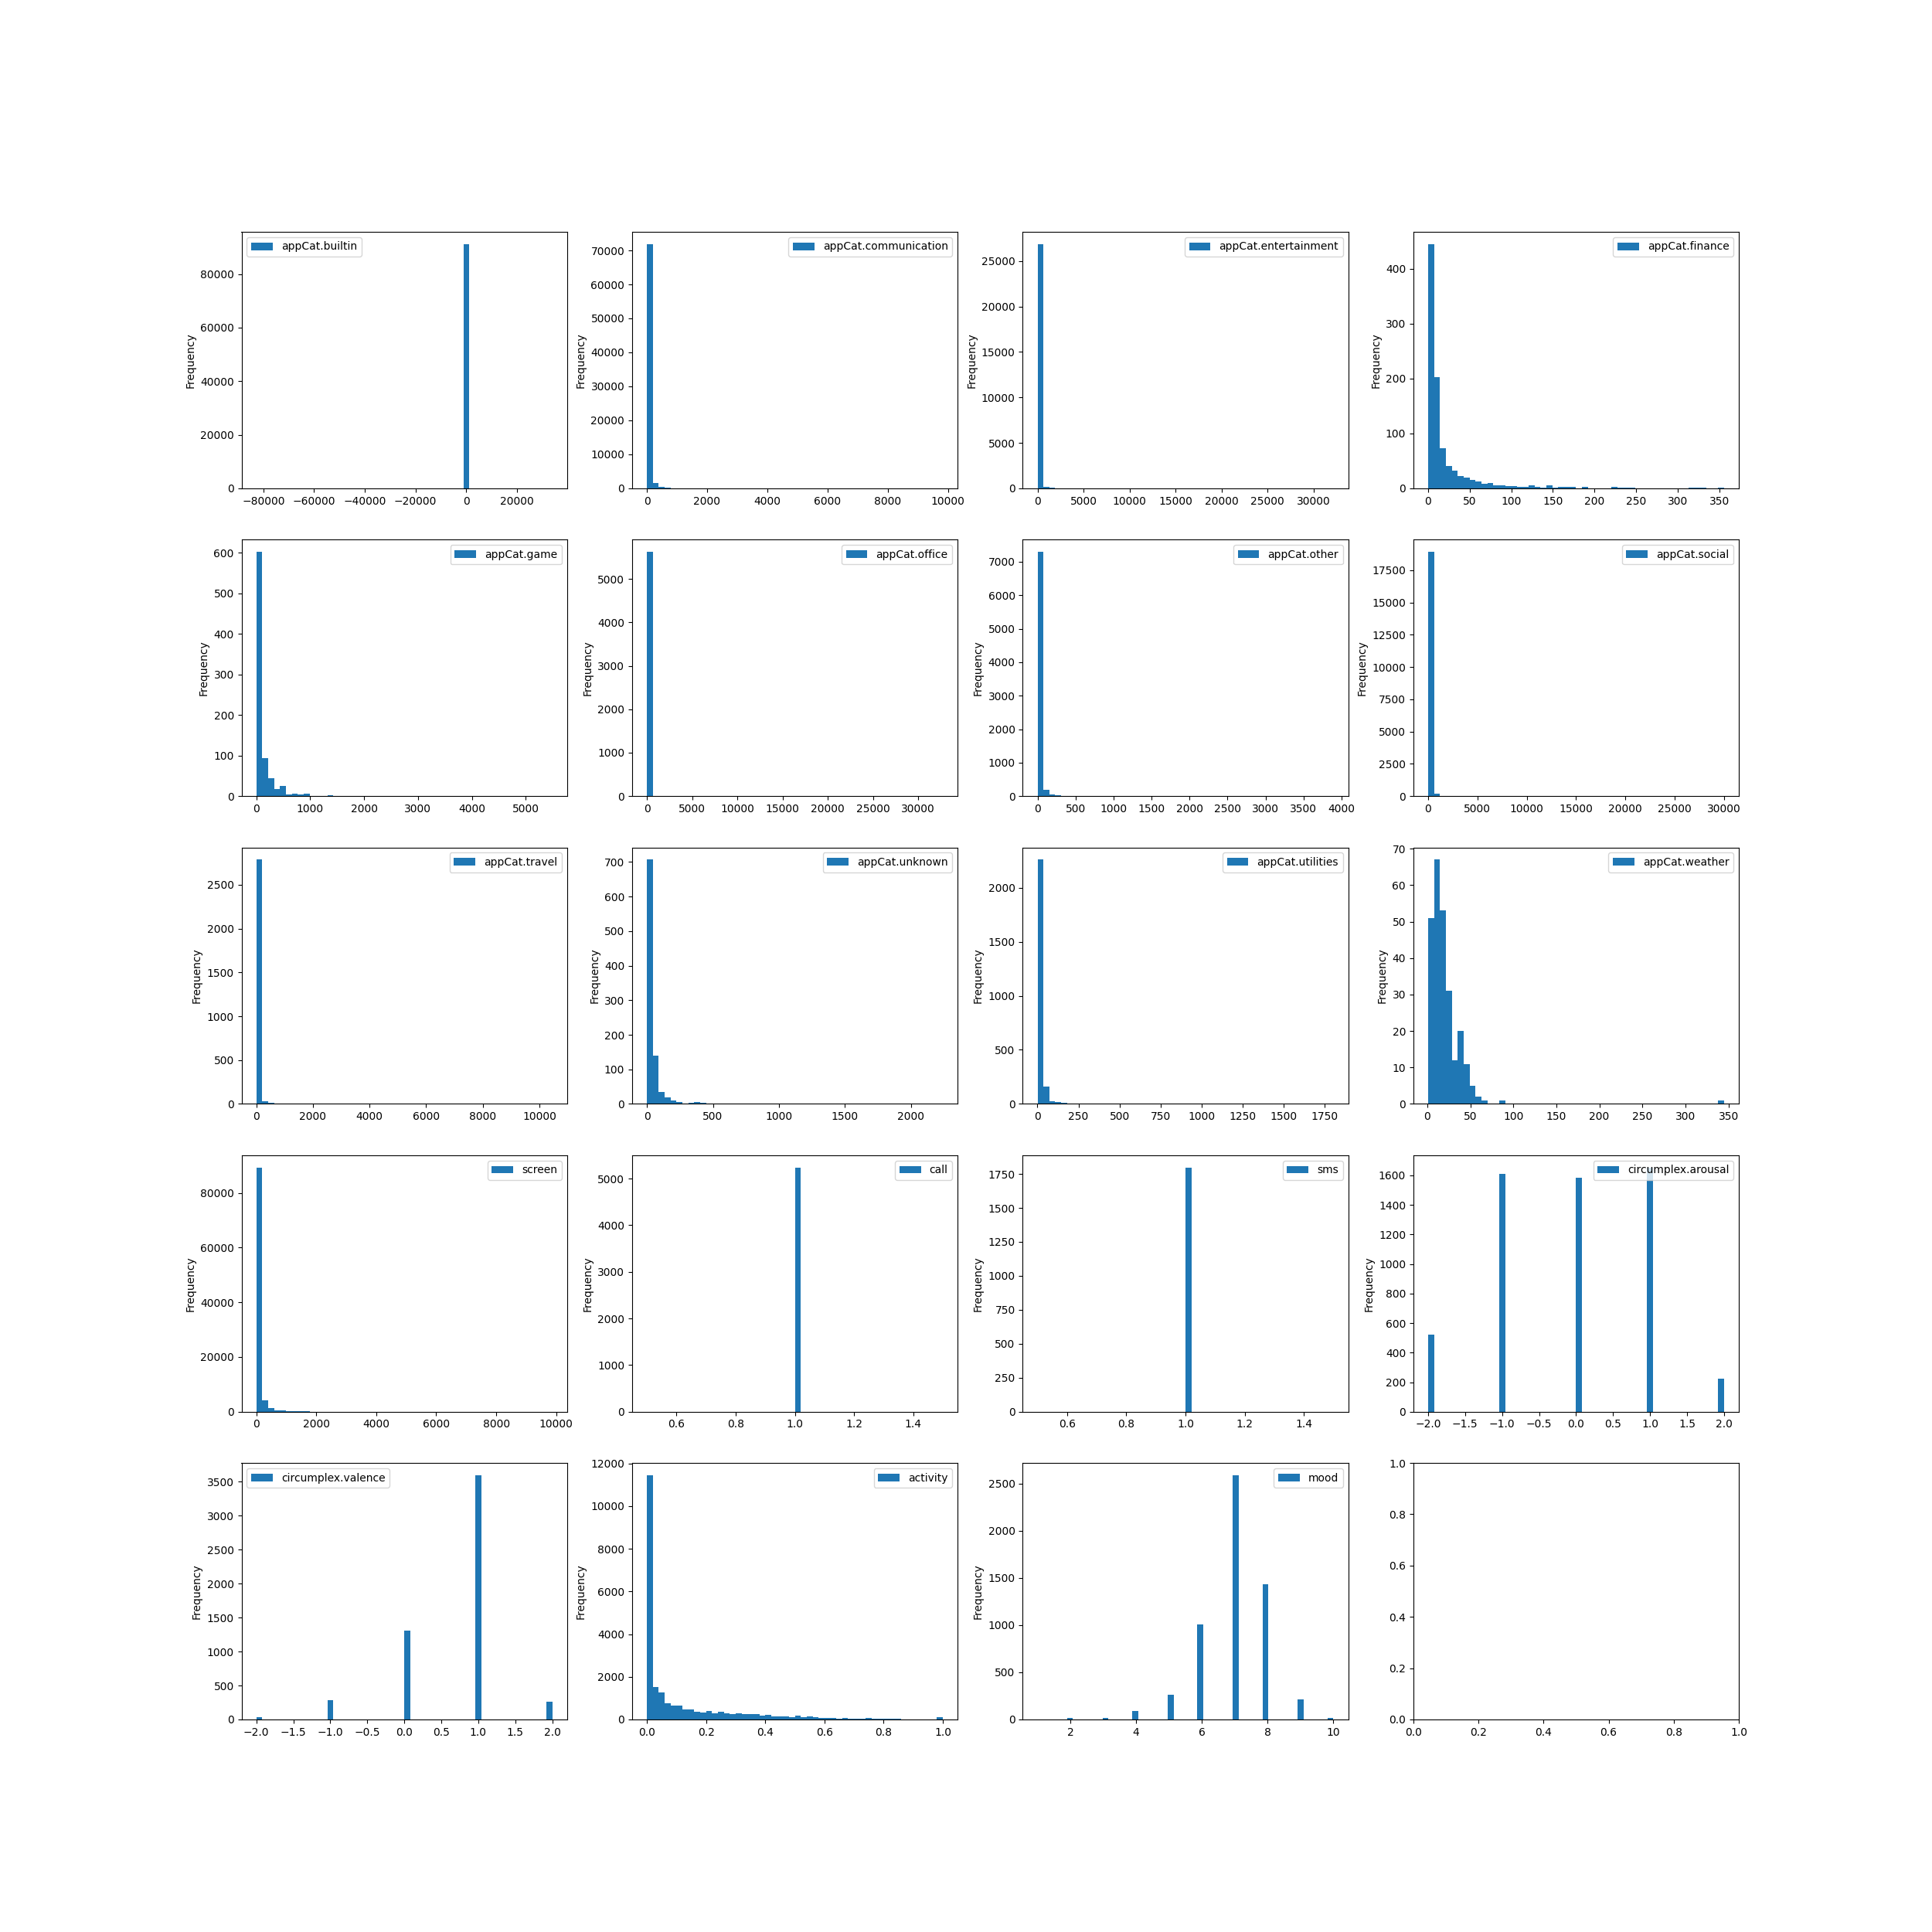 appCat.builtin
Frequency
80000
60000
40000
20000
0
−80000 −60000 −40000 −20000 0 20000
appCat.communication
Frequency
70000
60000
50000
40000
30000
20000
10000
0
0 2000 4000 6000 8000 10000
appCat.entertainment
Frequency
25000
20000
15000
10000
5000
0
0 5000 10000 15000 20000 25000 30000
appCat.finance
Frequency
400
300
200
100
0
0 50 100 150 200 250 300 350
appCat.game
Frequency
600
500
400
300
200
100
0
0 1000 2000 3000 4000 5000
appCat.office
Frequency
5000
4000
3000
2000
1000
0
0 5000 10000 15000 20000 25000 30000
appCat.other
Frequency
7000
6000
5000
4000
3000
2000
1000
0
0 500 1000 1500 2000 2500 3000 3500 4000
appCat.social
Frequency
17500
15000
12500
10000
7500
5000
2500
0
0 5000 10000 15000 20000 25000 30000
appCat.travel
Frequency
2500
2000
1500
1000
500
0
0 2000 4000 6000 8000 10000
appCat.unknown
Frequency
700
600
500
400
300
200
100
0
0 500 1000 1500 2000
appCat.utilities
Frequency
2000
1500
1000
500
0
0 250 500 750 1000 1250 1500 1750
appCat.weather
Frequency
70
60
50
40
30
20
10
0
0 50 100 150 200 250 300 350
screen
Frequency
80000
60000
40000
20000
0
0 2000 4000 6000 8000 10000
call
Frequency
5000
4000
3000
2000
1000
0
0.6 0.8 1.0 1.2 1.4
sms
Frequency
1750
1500
1250
1000
750
500
250
0
0.6 0.8 1.0 1.2 1.4
circumplex.arousal
Frequency
1600
1400
1200
1000
800
600
400
200
0
−2.0 −1.5 −1.0 −0.5 0.0 0.5 1.0 1.5 2.0
circumplex.valence
Frequency
3500
3000
2500
2000
1500
1000
500
0
−2.0 −1.5 −1.0 −0.5 0.0 0.5 1.0 1.5 2.0
activity
Frequency
12000
10000
8000
6000
4000
2000
0
0.0 0.2 0.4 0.6 0.8 1.0
mood
Frequency
2500
2000
1500
1000
500
0
2 4 6 8 10
1.0
0.8
0.6
0.4
0.2
0.0
0.0 0.2 0.4 0.6 0.8 1.0